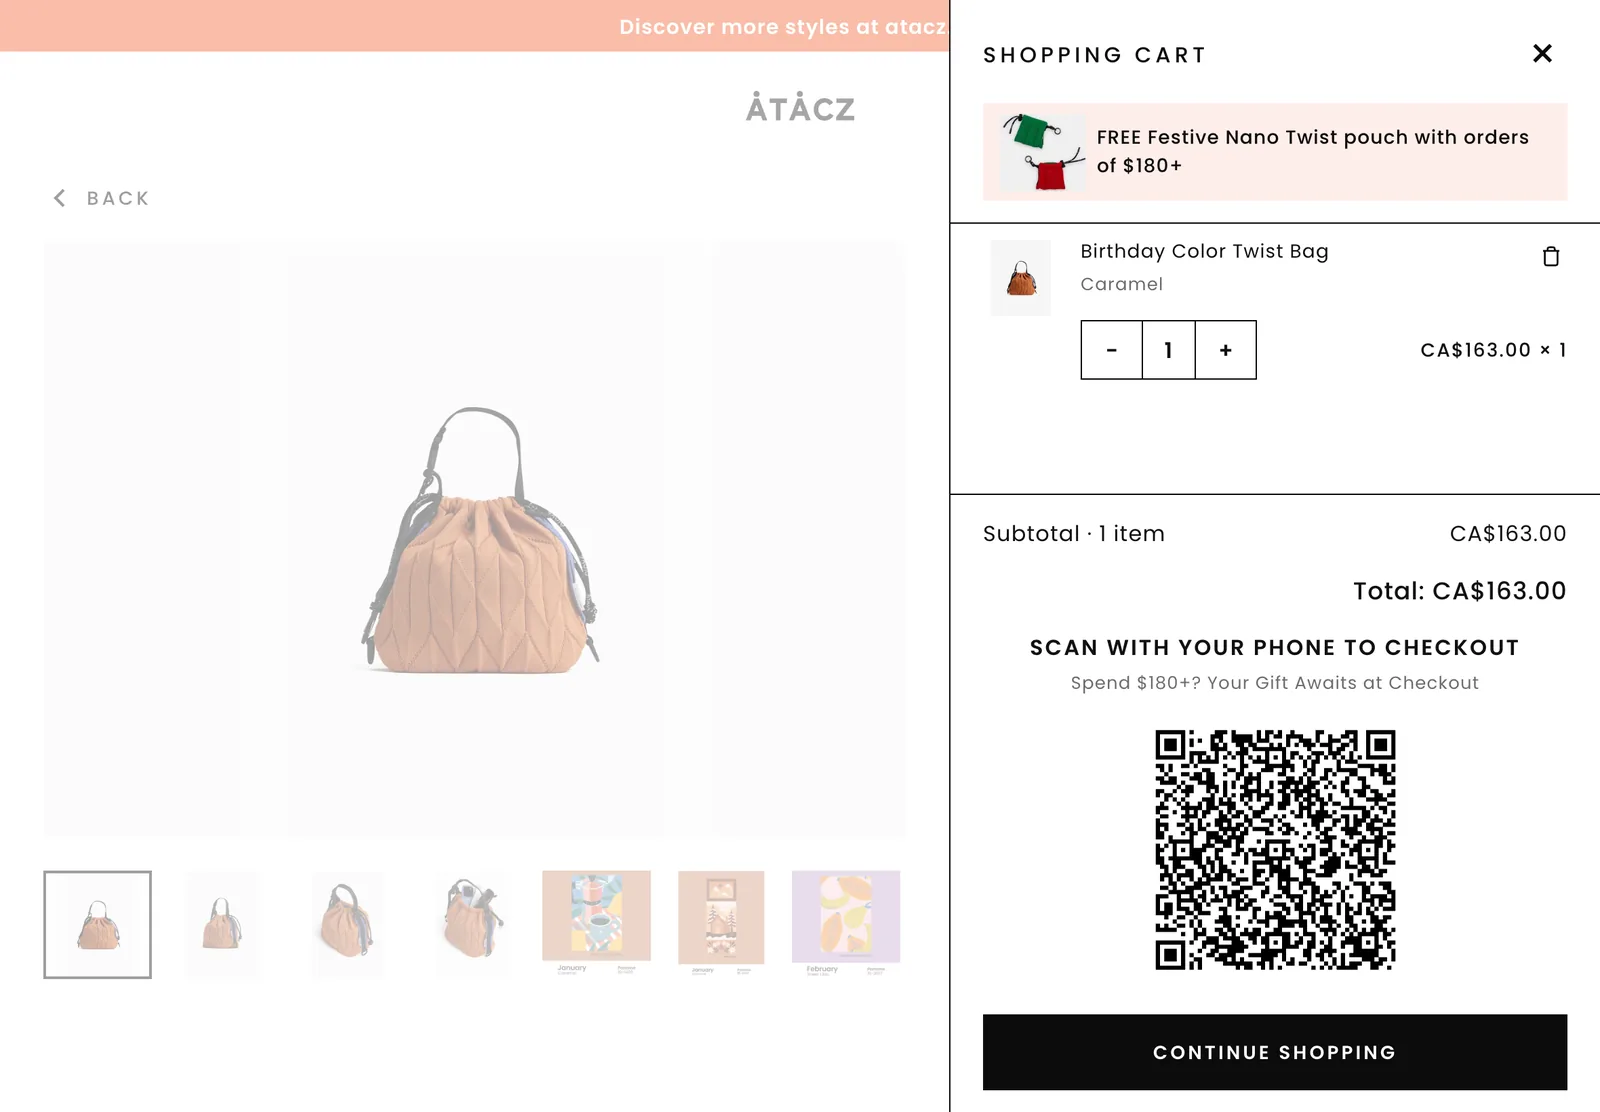 Discover more styles at atacz.
ȦTȦCZ
BACK
January
January
February
SHOPPING CART
FREE Festive Nano Twist pouch with orders
of $180+
Birthday Color Twist Bag
Caramel
- 1 +
CA$163.00 × 1
Subtotal · 1 item CA$163.00
Total: CA$163.00
SCAN WITH YOUR PHONE TO CHECKOUT
Spend $180+? Your Gift Awaits at Checkout
CONTINUE SHOPPING